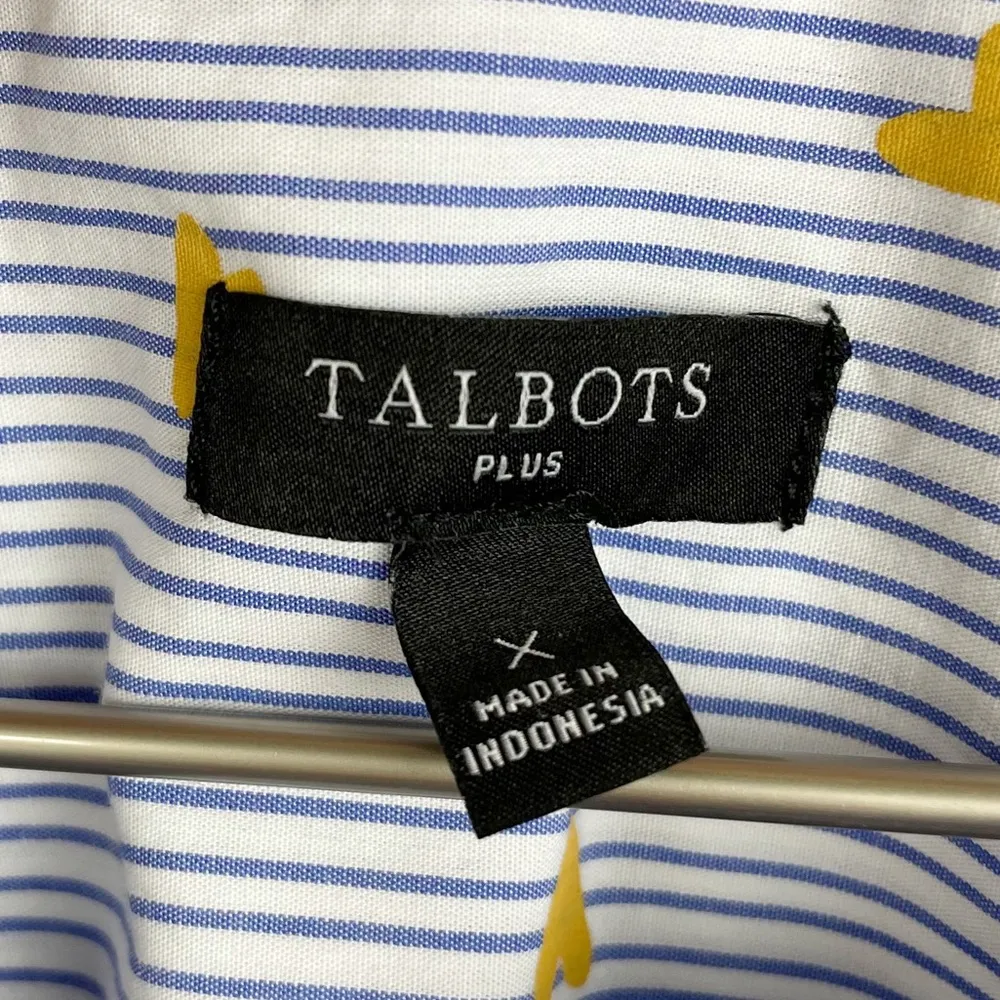 TALBOTS
PLUS
X
MADE IN
INDONESIA